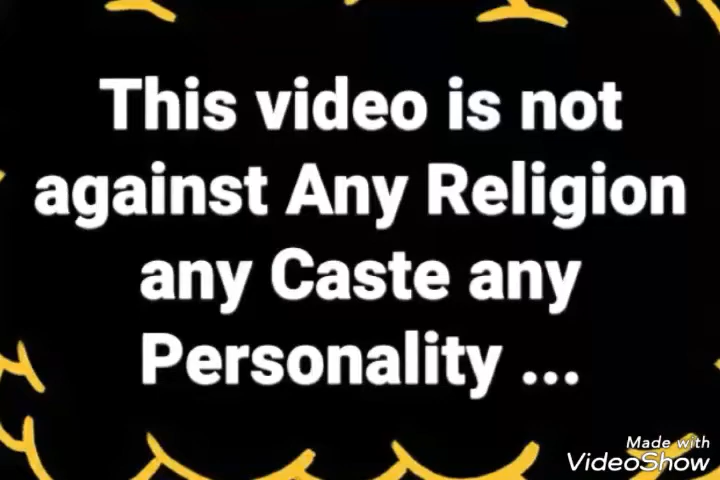 This video is not
against Any Religion
any Caste any
Personality ...
Made with
VideoShow